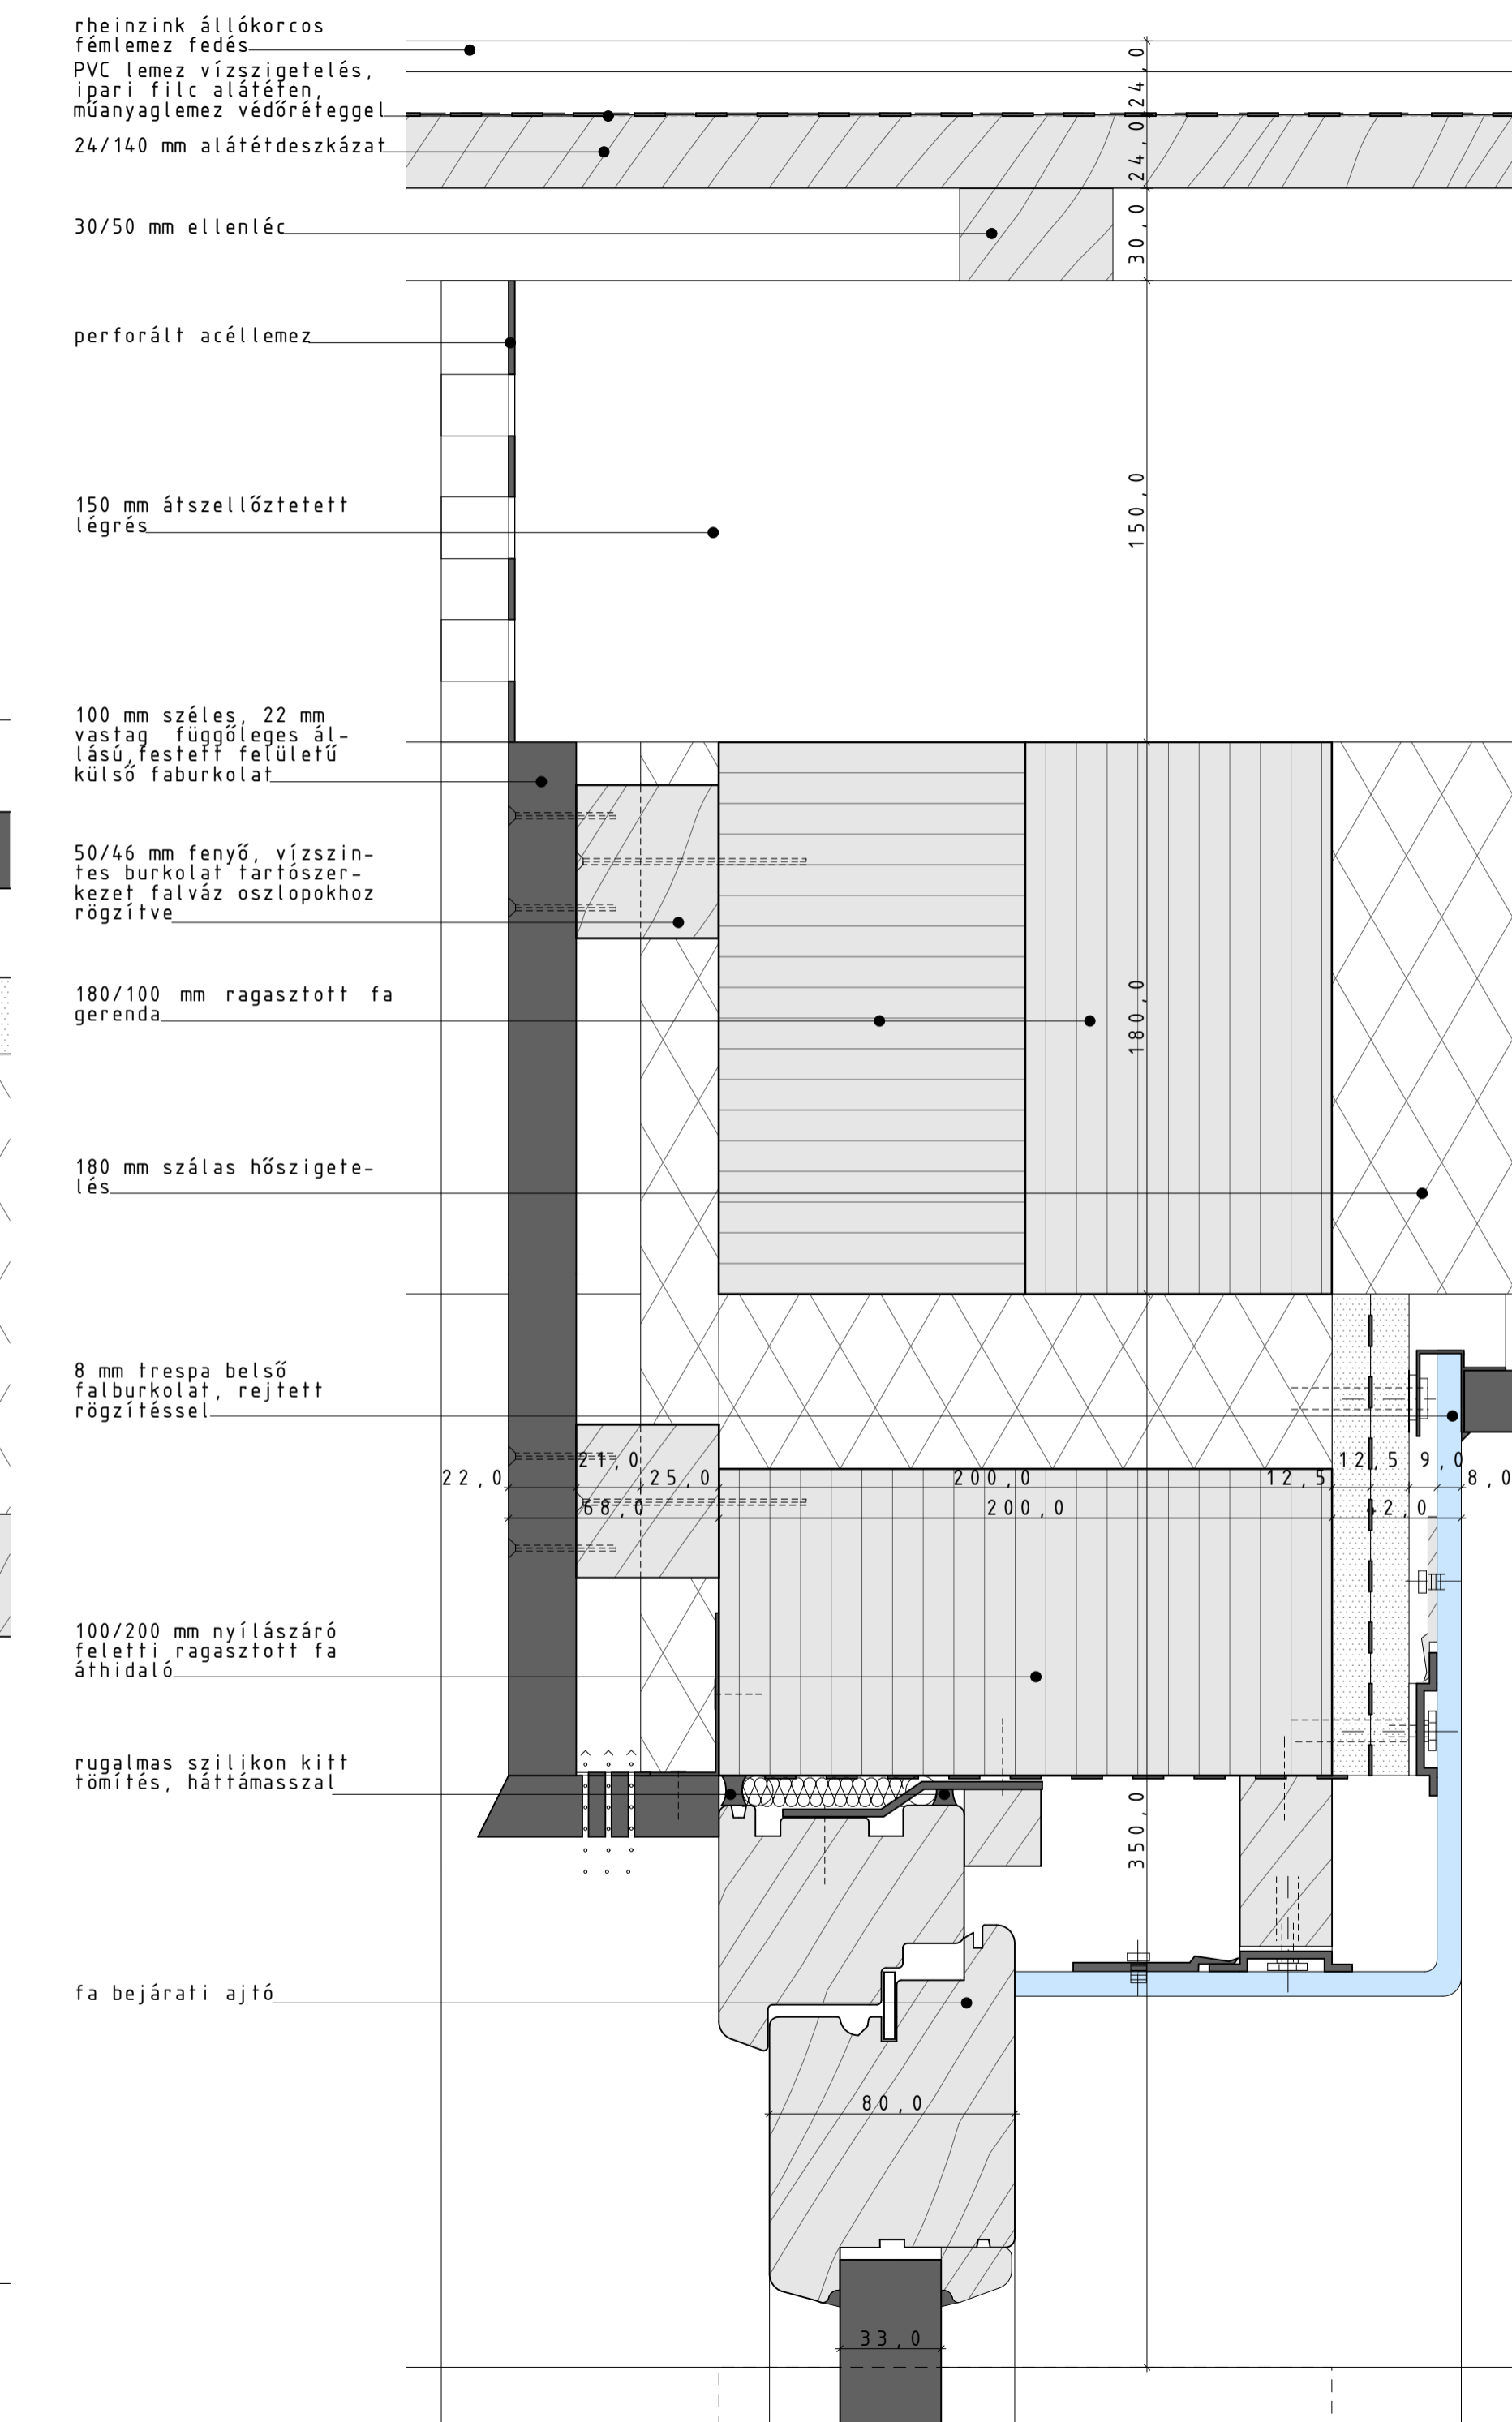 rheinzink állókorcos
fémlemez fedés
PVC lemez vízszigetelés,
ipari filc alátéten,
műanyaglemez védőréteggel
24/140 mm alátétdeszkázat
30/50 mm ellenléc
perforált acéllemez
150 mm átszellőztetett
légrés
100 mm széles, 22 mm
vastag függőleges ál-
lású,festett felületű
külső faburkolat
50/46 mm fenyő, vízszin-
tes burkolat tartószer-
kezet falváz oszlopokhoz
rögzítve
180/100 mm ragasztott fa
gerenda
180 mm szálas hőszigete-
lés
8 mm trespa belső
falburkolat, rejtett
rögzítéssel
100/200 mm nyílászáró
feletti ragasztott fa
áthidaló
rugalmas szilikon kitt
tömítés, háttámasszal
fa bejárati ajtó
24,0
24,0
30,0
150,0
180,0
350,0
22,0
21,0
25,0
200,0
12,5
12,5
9,0
8,0
68,0
200,0
42,0
80,0
33,0